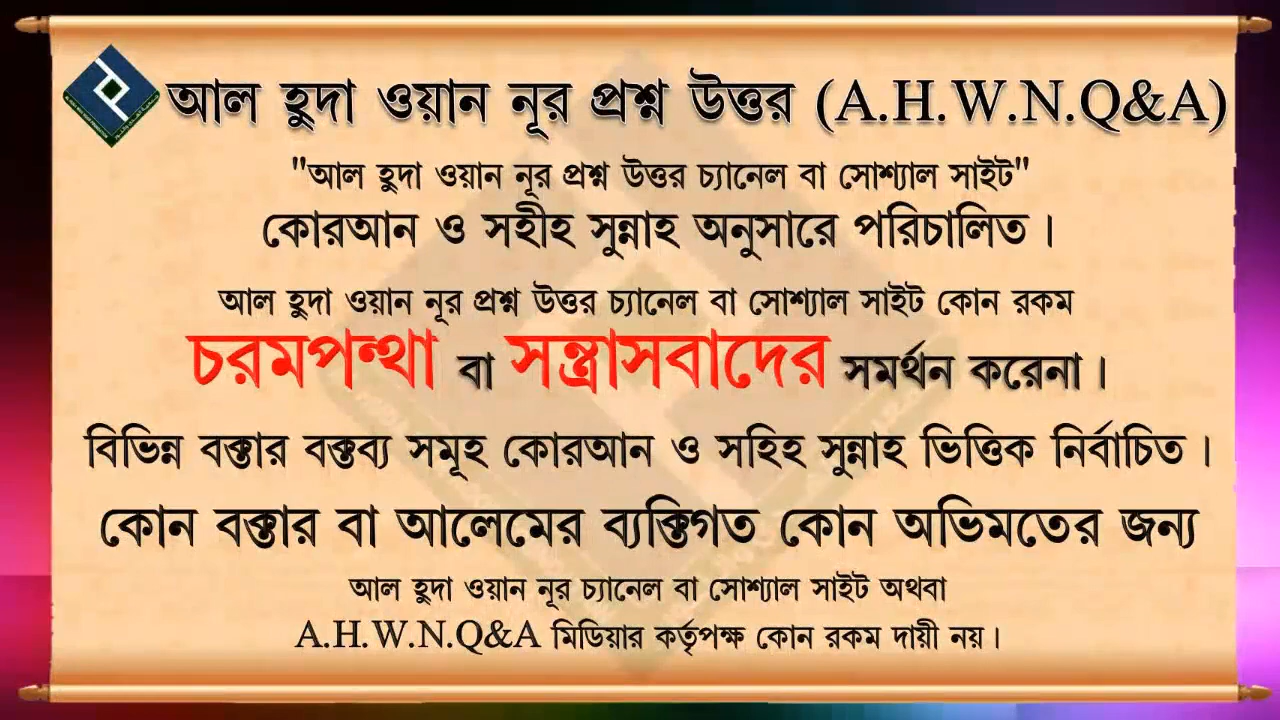 আল হুদা ওয়ান নূর প্রশ্ন উত্তর (A.H.W.N.Q&A)
"আল হুদা ওয়ান নূর প্রশ্ন উত্তর চ্যানেল বা সোশ্যাল সাইট"
কোরআন ও সহীহ সুন্নাহ অনুসারে পরিচালিত ।
আল হুদা ওয়ান নূর প্রশ্ন উত্তর চ্যানেল বা সোশ্যাল সাইট কোন রকম
চরমপন্থা বা সন্ত্রাসবাদের সমর্থন করেনা ।
বিভিন্ন বক্তার বক্তব্য সমূহ কোরআন ও সহিহ সুন্নাহ ভিত্তিক নির্বাচিত ।
কোন বক্তার বা আলেমের ব্যক্তিগত কোন অভিমতের জন্য
আল হুদা ওয়ান নূর চ্যানেল বা সোশ্যাল সাইট অথবা
A.H.W.N.Q&A মিডিয়ার কর্তৃপক্ষ কোন রকম দায়ী নয় ।